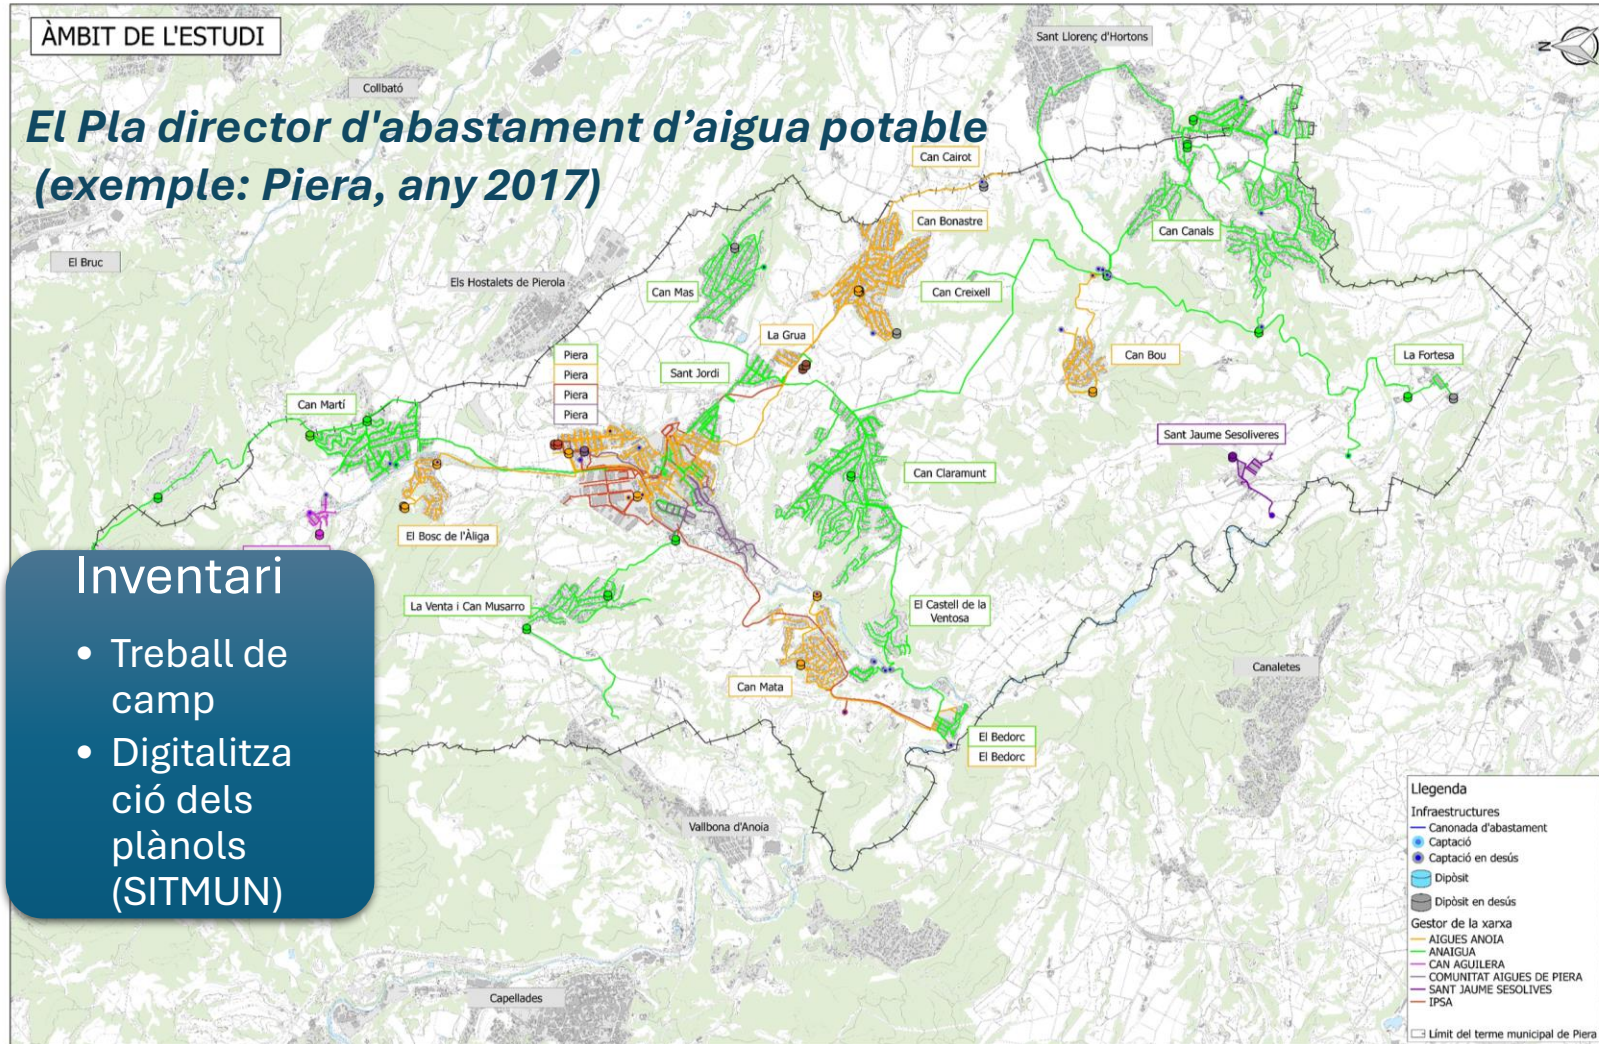 ÀMBIT DE L'ESTUDI
El Pla director d'abastament d’aigua potable
(exemple: Piera, any 2017)
Sant Llorenç d'Hortons
N
Collbató
Can Cairot
Can Bonastre
Can Canals
El Bruc
Els Hostalets de Pierola
Can Mas
Can Creixell
La Grua
Can Bou
La Fortesa
Piera
Piera
Piera
Piera
Sant Jordi
Can Martí
Sant Jaume Sesoliveres
Can Claramunt
El Bosc de l'Àliga
La Venta i Can Musarro
El Castell de la
Ventosa
Canaletes
Can Mata
El Bedorc
El Bedorc
Vallbona d'Anoia
Capellades
Inventari
• Treball de
camp
• Digitalitza
ció dels
plànols
(SITMUN)
Llegenda
Infraestructures
Canonada d'abastament
Captació
Captació en desús
Dipòsit
Dipòsit en desús
Gestor de la xarxa
AIGUES ANOIA
ANAIGUA
CAN AGUILERA
COMUNITAT AIGUES DE PIERA
SANT JAUME SESOLIVES
IPSA
Límit del terme municipal de Piera